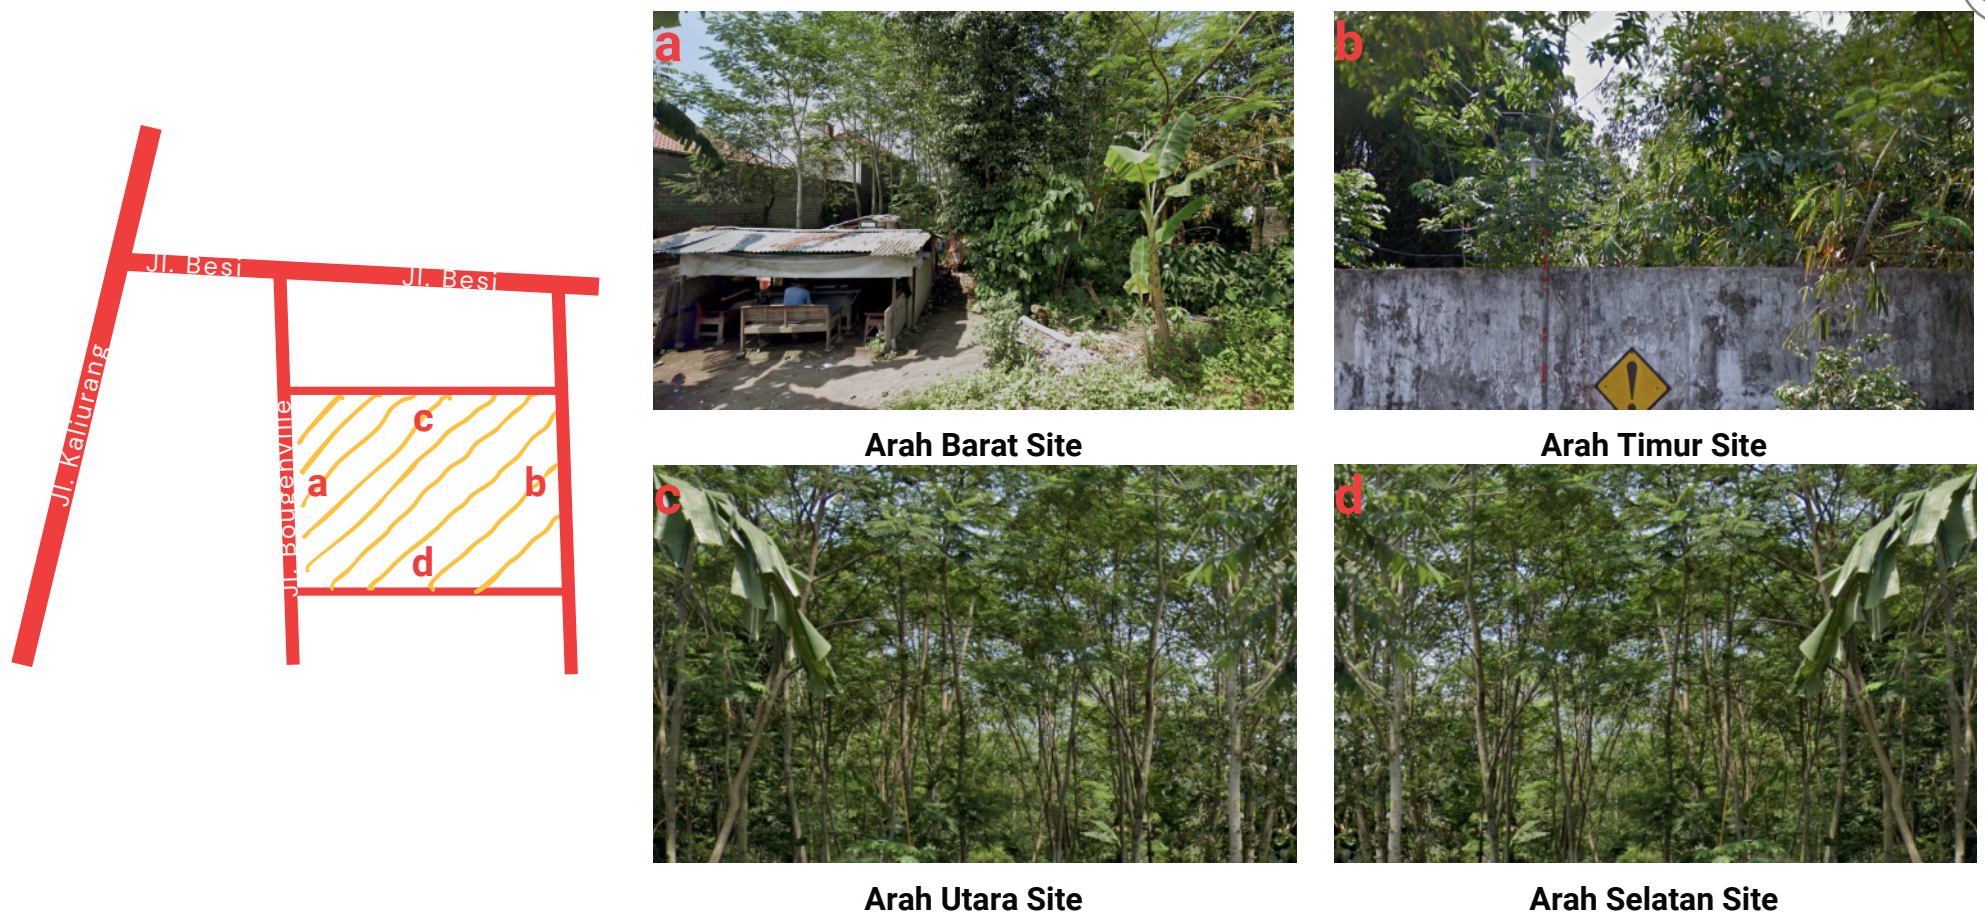 Jl. Besi
Jl. Besi
Jl. Kaliurang
Jl. Bougenville
c
a
b
d
a
Arah Barat Site
b
!
Arah Timur Site
c
Arah Utara Site
d
Arah Selatan Site